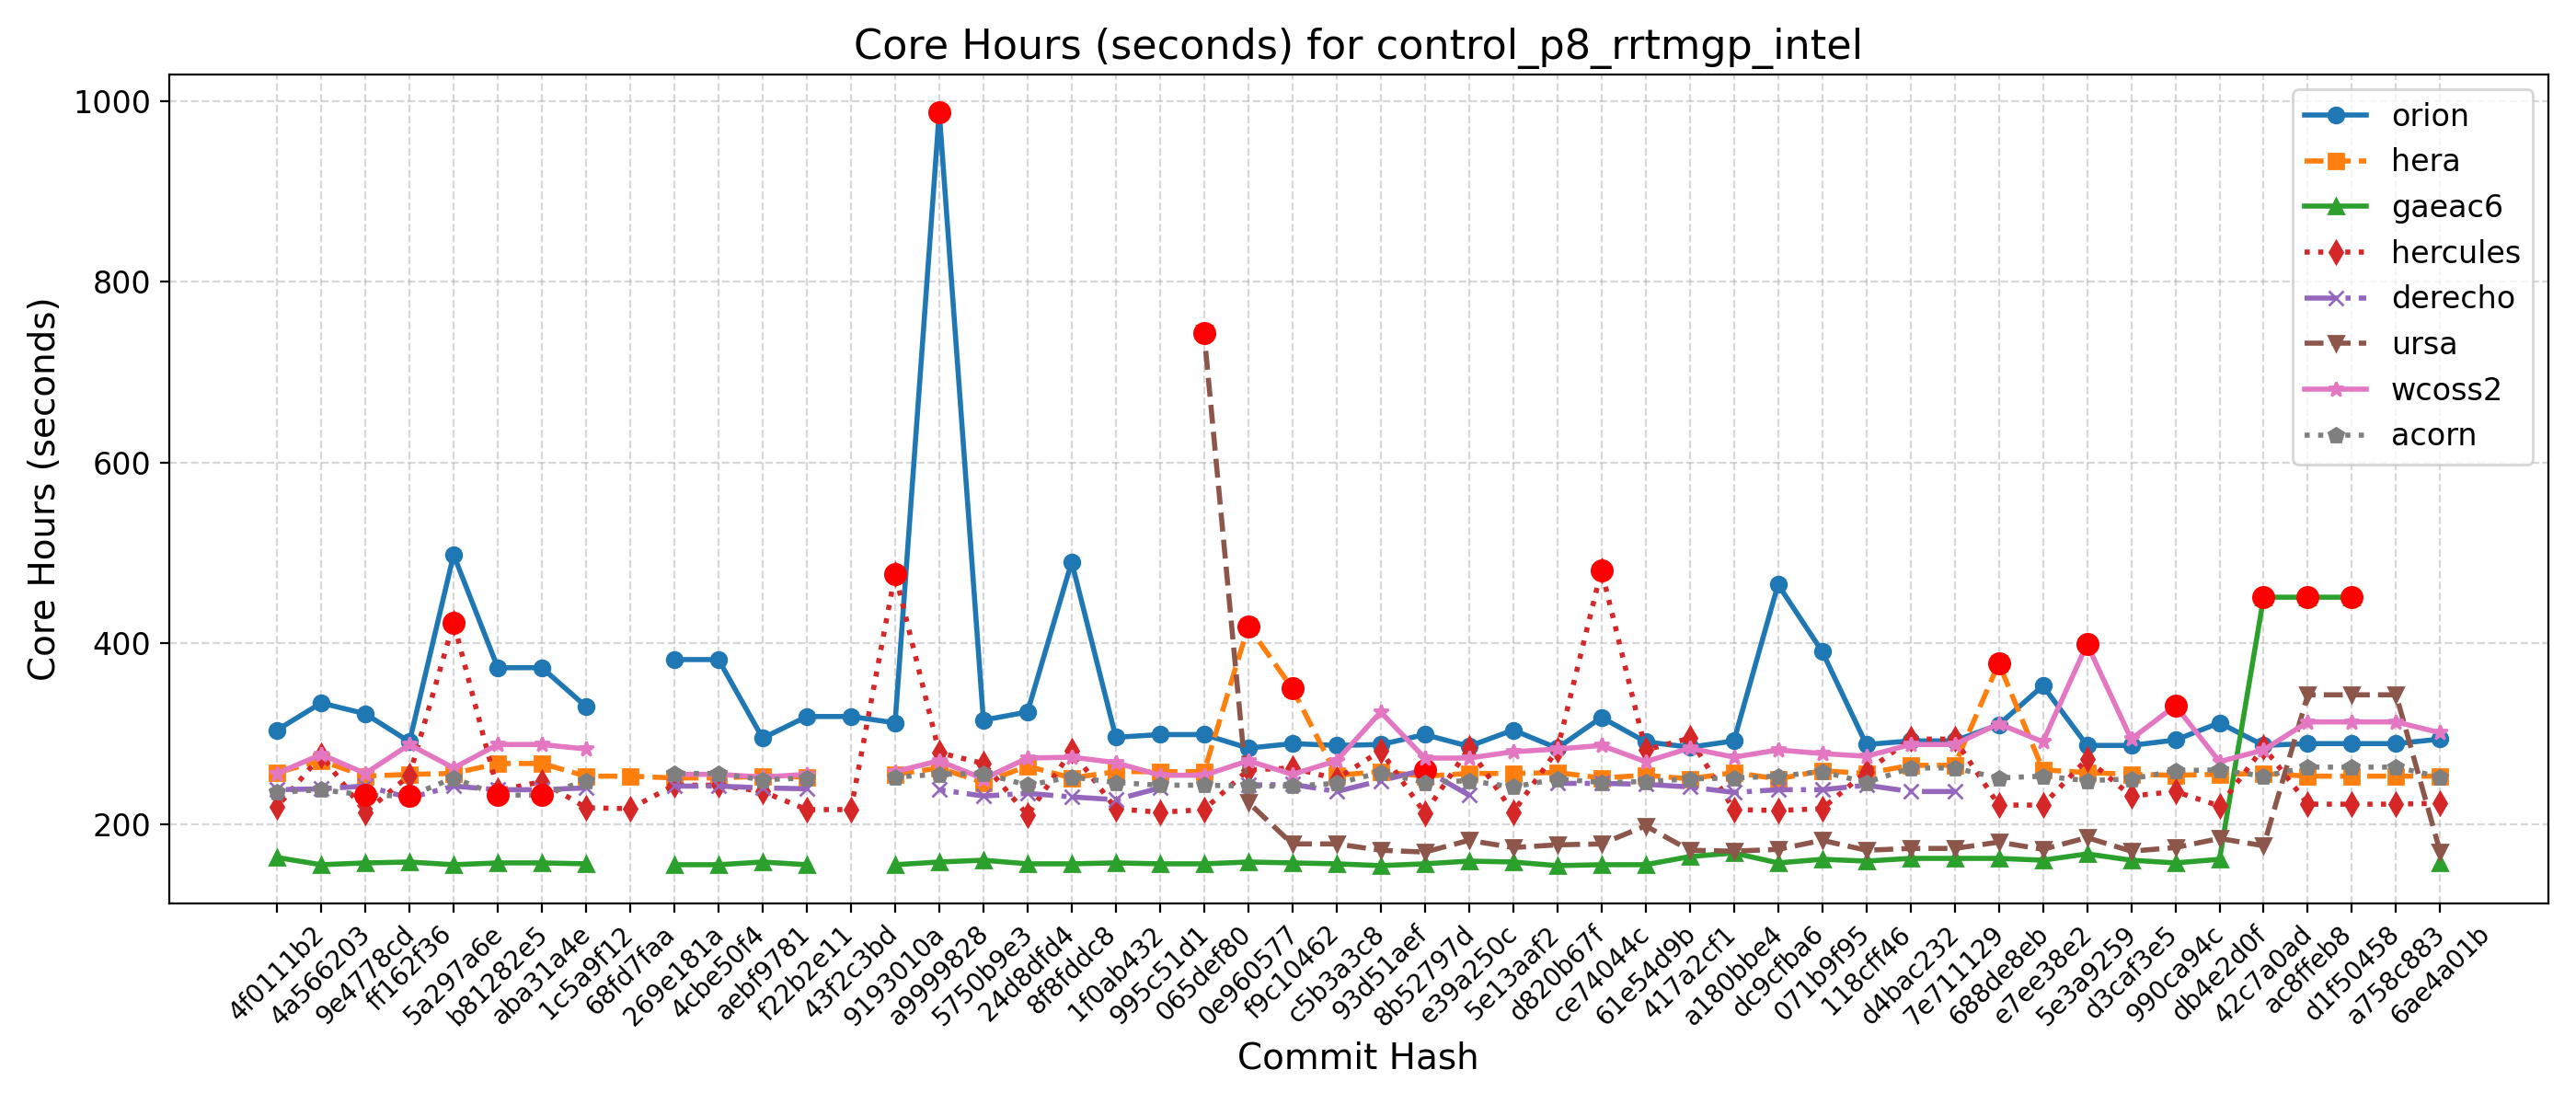 Core Hours (seconds) for control_p8_rrtmgp_intel
Core Hours (seconds)
1000
800
600
400
200
orion
hera
gaeac6
hercules
derecho
ursa
wcoss2
acorn
4f0111b2
4a566203
9e4778cd
ff162f36
5a297a6e
b81282e5
aba31a4e
1c5a9f12
68fd7faa
269e181a
4cbe50f4
aebf9781
f22b2e11
43f2c3bd
9193010a
a9999828
5750b9e3
24d8dfd4
8f8fddc8
1f0ab432
995c51d1
065def80
0e960577
f9c10462
c5b3a3c8
93d51aef
8b52797d
e39a250c
5e13aaf2
d820b67f
ce74044c
61e54d9b
417a2cf1
a180bbe4
dc9cfba6
071b9f95
118cff46
d4bac232
7e711129
688de8eb
e7ee38e2
5e3a9259
d3caf3e5
990ca94c
db4e2d0f
42c7a0ad
ac8ffeb8
d1f50458
a758c883
6ae4a01b
Commit Hash